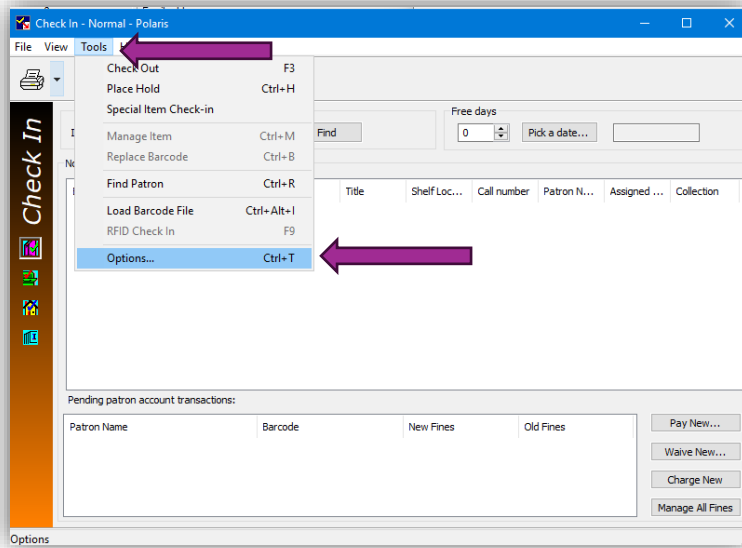 Check In - Normal - Polaris
File View Tools
Check Out F3
Place Hold Ctrl+H
Special Item Check-in
Manage Item Ctrl+M
Replace Barcode Ctrl+B
Find Patron Ctrl+R
Load Barcode File Ctrl+Alt+I
RFID Check In F9
Options... Ctrl+T
Check In
Find
Free days
0 Pick a date...
Title Shelf Loc... Call number Patron N... Assigned ... Collection
Pending patron account transactions:
Patron Name Barcode New Fines Old Fines
Pay New...
Waive New...
Charge New
Manage All Fines
Options